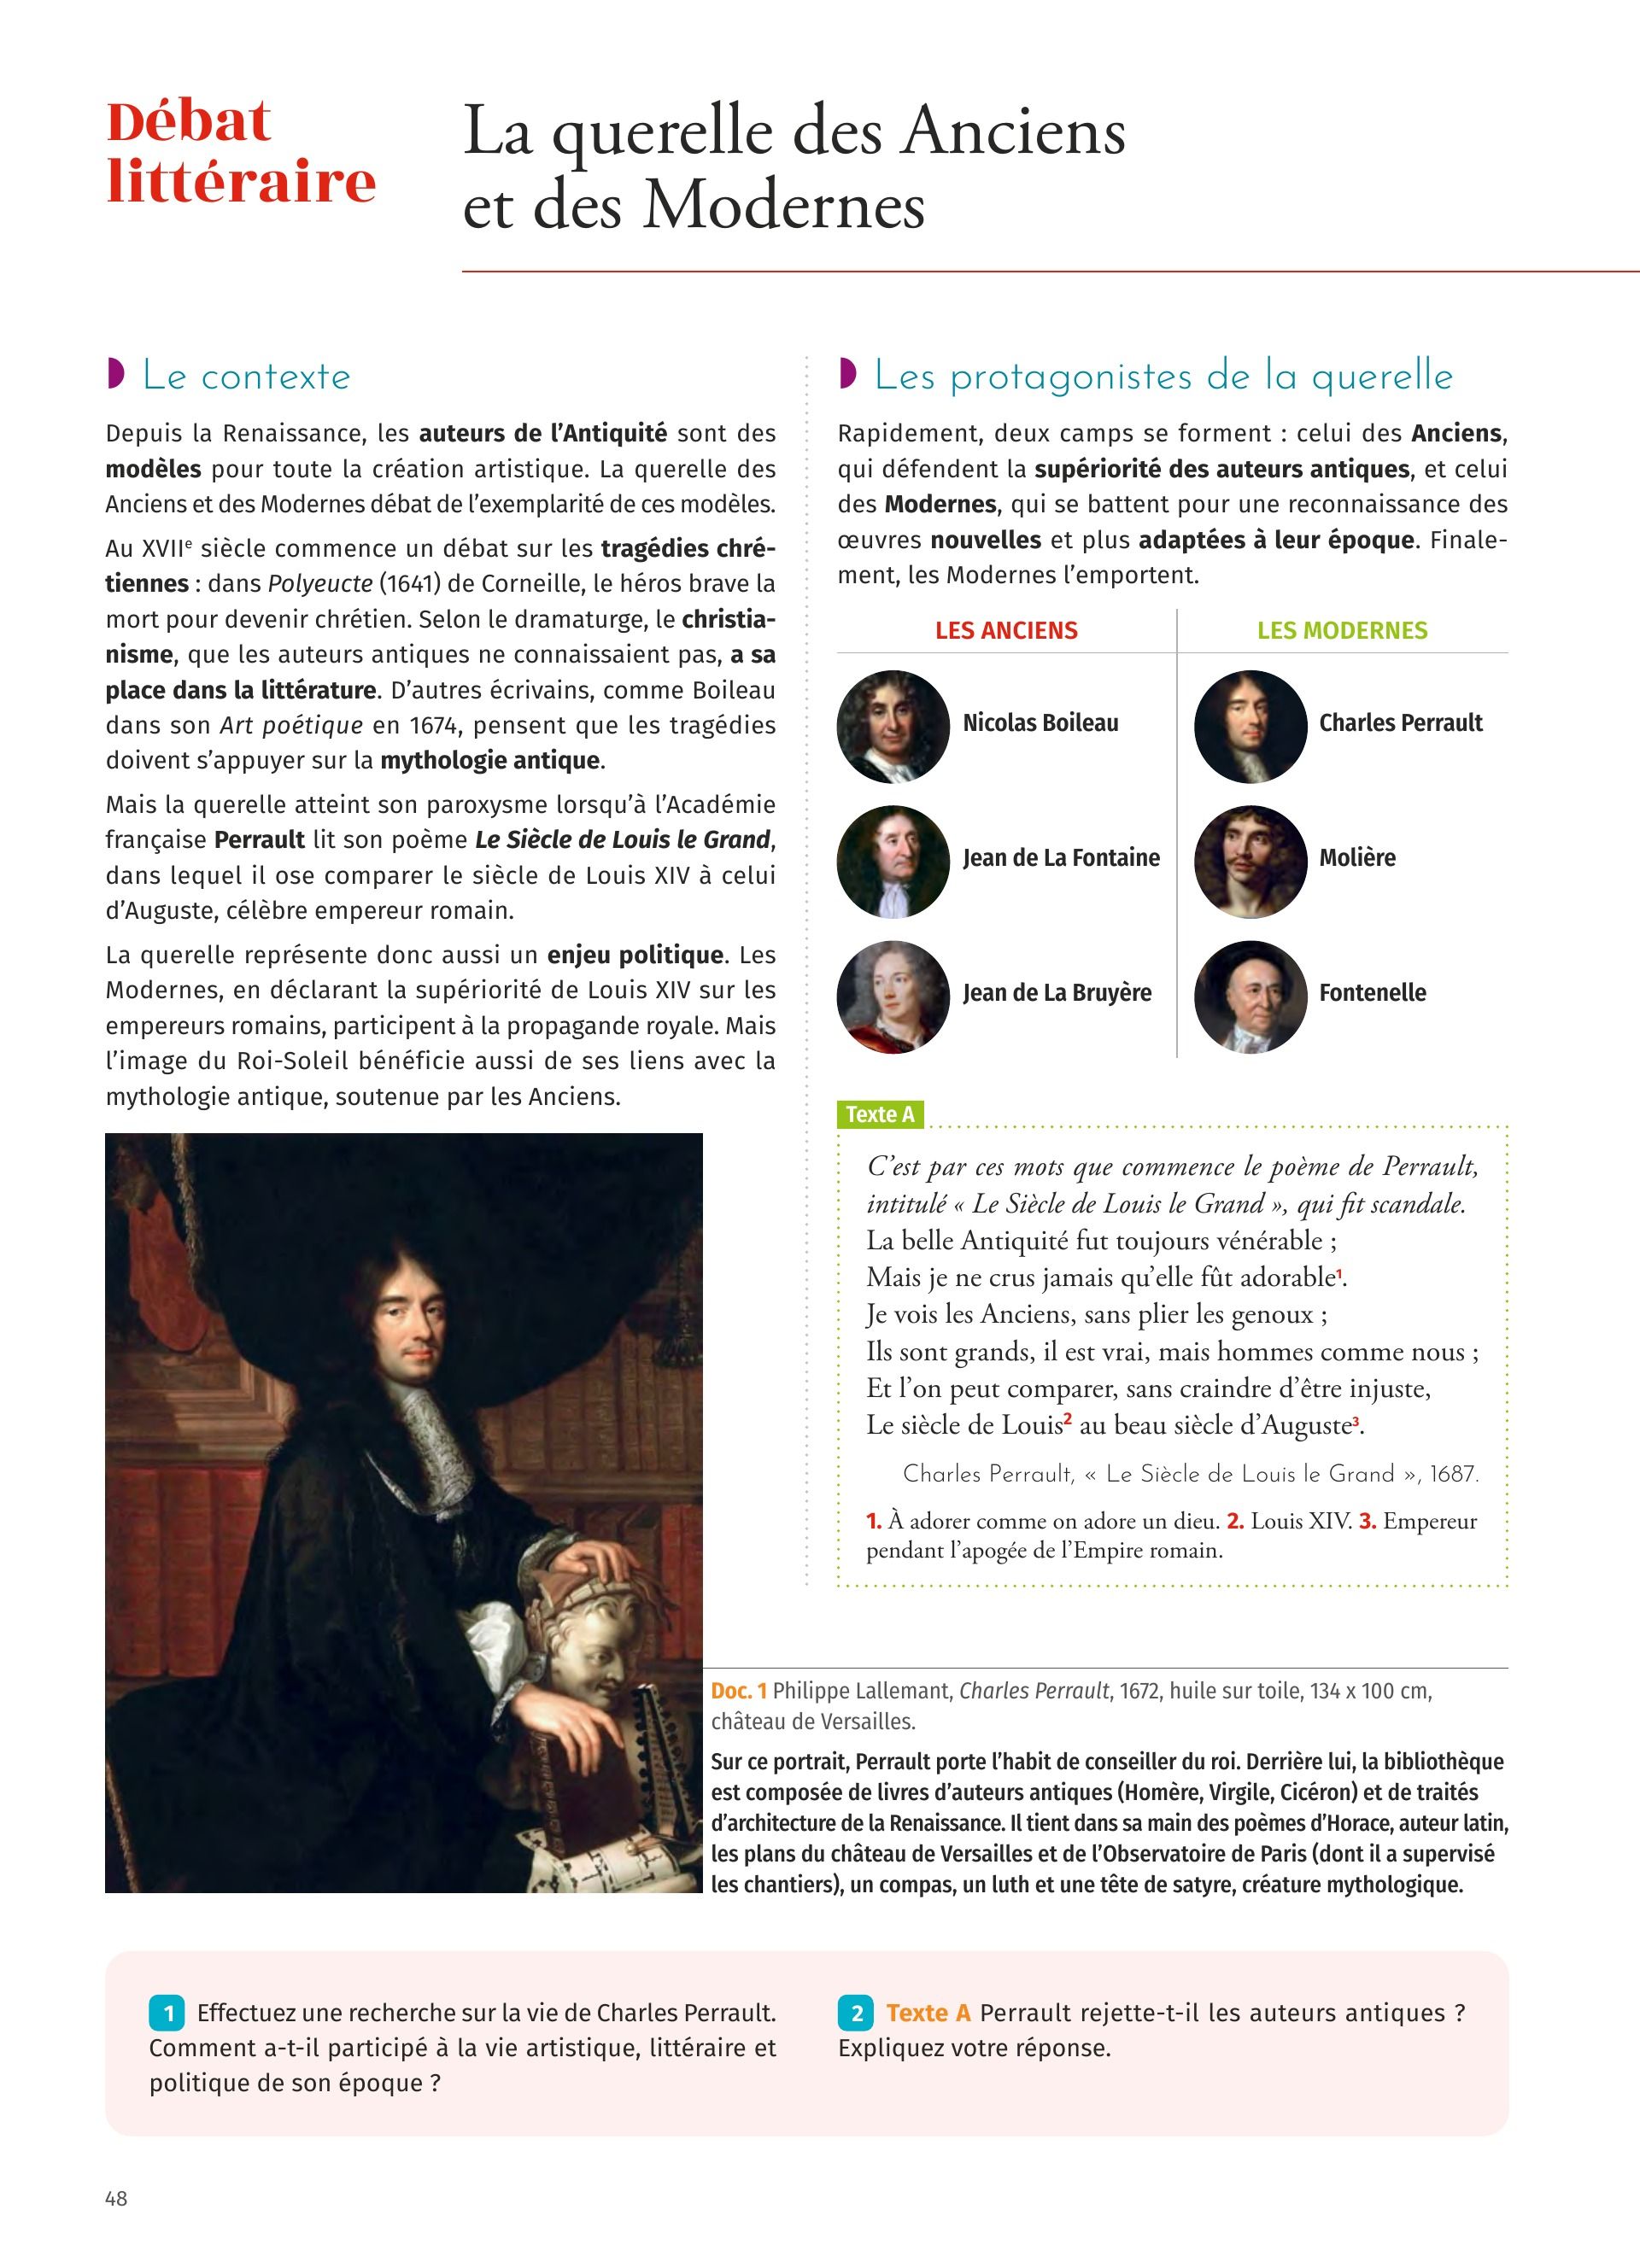 Débat
littéraire
La querelle des Anciens
et des Modernes
Le contexte
Depuis la Renaissance, les auteurs de l'Antiquité sont des
modèles pour toute la création artistique. La querelle des
Anciens et des Modernes débat de l'exemplarité de ces modèles.
Au XVIIe siècle commence un débat sur les tragédies chré-
tiennes : dans Polyeucte (1641) de Corneille, le héros brave la
mort pour devenir chrétien. Selon le dramaturge, le christia-
nisme, que les auteurs antiques ne connaissaient pas, a sa
place dans la littérature. D'autres écrivains, comme Boileau
dans son Art poétique en 1674, pensent que les tragédies
doivent s'appuyer sur la mythologie antique.
Mais la querelle atteint son paroxysme lorsqu'à l'Académie
française Perrault lit son poème Le Siècle de Louis le Grand,
dans lequel il ose comparer le siècle de Louis XIV à celui
d'Auguste, célèbre empereur romain.
La querelle représente donc aussi un enjeu politique. Les
Modernes, en déclarant la supériorité de Louis XIV sur les
empereurs romains, participent à la propagande royale. Mais
l'image du Roi-Soleil bénéficie aussi de ses liens avec la
mythologie antique, soutenue par les Anciens.
Les protagonistes de la querelle
Rapidement, deux camps se forment : celui des Anciens,
qui défendent la supériorité des auteurs antiques, et celui
des Modernes, qui se battent pour une reconnaissance des
œuvres nouvelles et plus adaptées à leur époque. Finale-
ment, les Modernes l'emportent.
LES ANCIENS
LES MODERNES
Nicolas Boileau
Charles Perrault
Jean de La Fontaine
Molière
Jean de La Bruyère
Fontenelle
Texte A
C'est par ces mots que commence le poème de Perrault,
intitulé « Le Siècle de Louis le Grand », qui fit scandale.
La belle Antiquité fut toujours vénérable ;
Mais je ne crus jamais qu'elle fût adorable1.
Je vois les Anciens, sans plier les genoux ;
Ils sont grands, il est vrai, mais hommes comme nous ;
Et l'on peut comparer, sans craindre d'être injuste,
Le siècle de Louis2 au beau siècle d'Auguste3.
Charles Perrault, « Le Siècle de Louis le Grand », 1687.
1. À adorer comme on adore un dieu. 2. Louis XIV. 3. Empereur
pendant l'apogée de l'Empire romain.
Doc. 1 Philippe Lallemant, Charles Perrault, 1672, huile sur toile, 134 x 100 cm,
château de Versailles.
Sur ce portrait, Perrault porte l'habit de conseiller du roi. Derrière lui, la bibliothèque
est composée de livres d'auteurs antiques (Homère, Virgile, Cicéron) et de traités
d'architecture de la Renaissance. Il tient dans sa main des poèmes d'Horace, auteur latin,
les plans du château de Versailles et de l'Observatoire de Paris (dont il a supervisé
les chantiers), un compas, un luth et une tête de satyre, créature mythologique.
1 Effectuez une recherche sur la vie de Charles Perrault.
Comment a-t-il participé à la vie artistique, littéraire et
politique de son époque ?
2 Texte A Perrault rejette-t-il les auteurs antiques ?
Expliquez votre réponse.
48